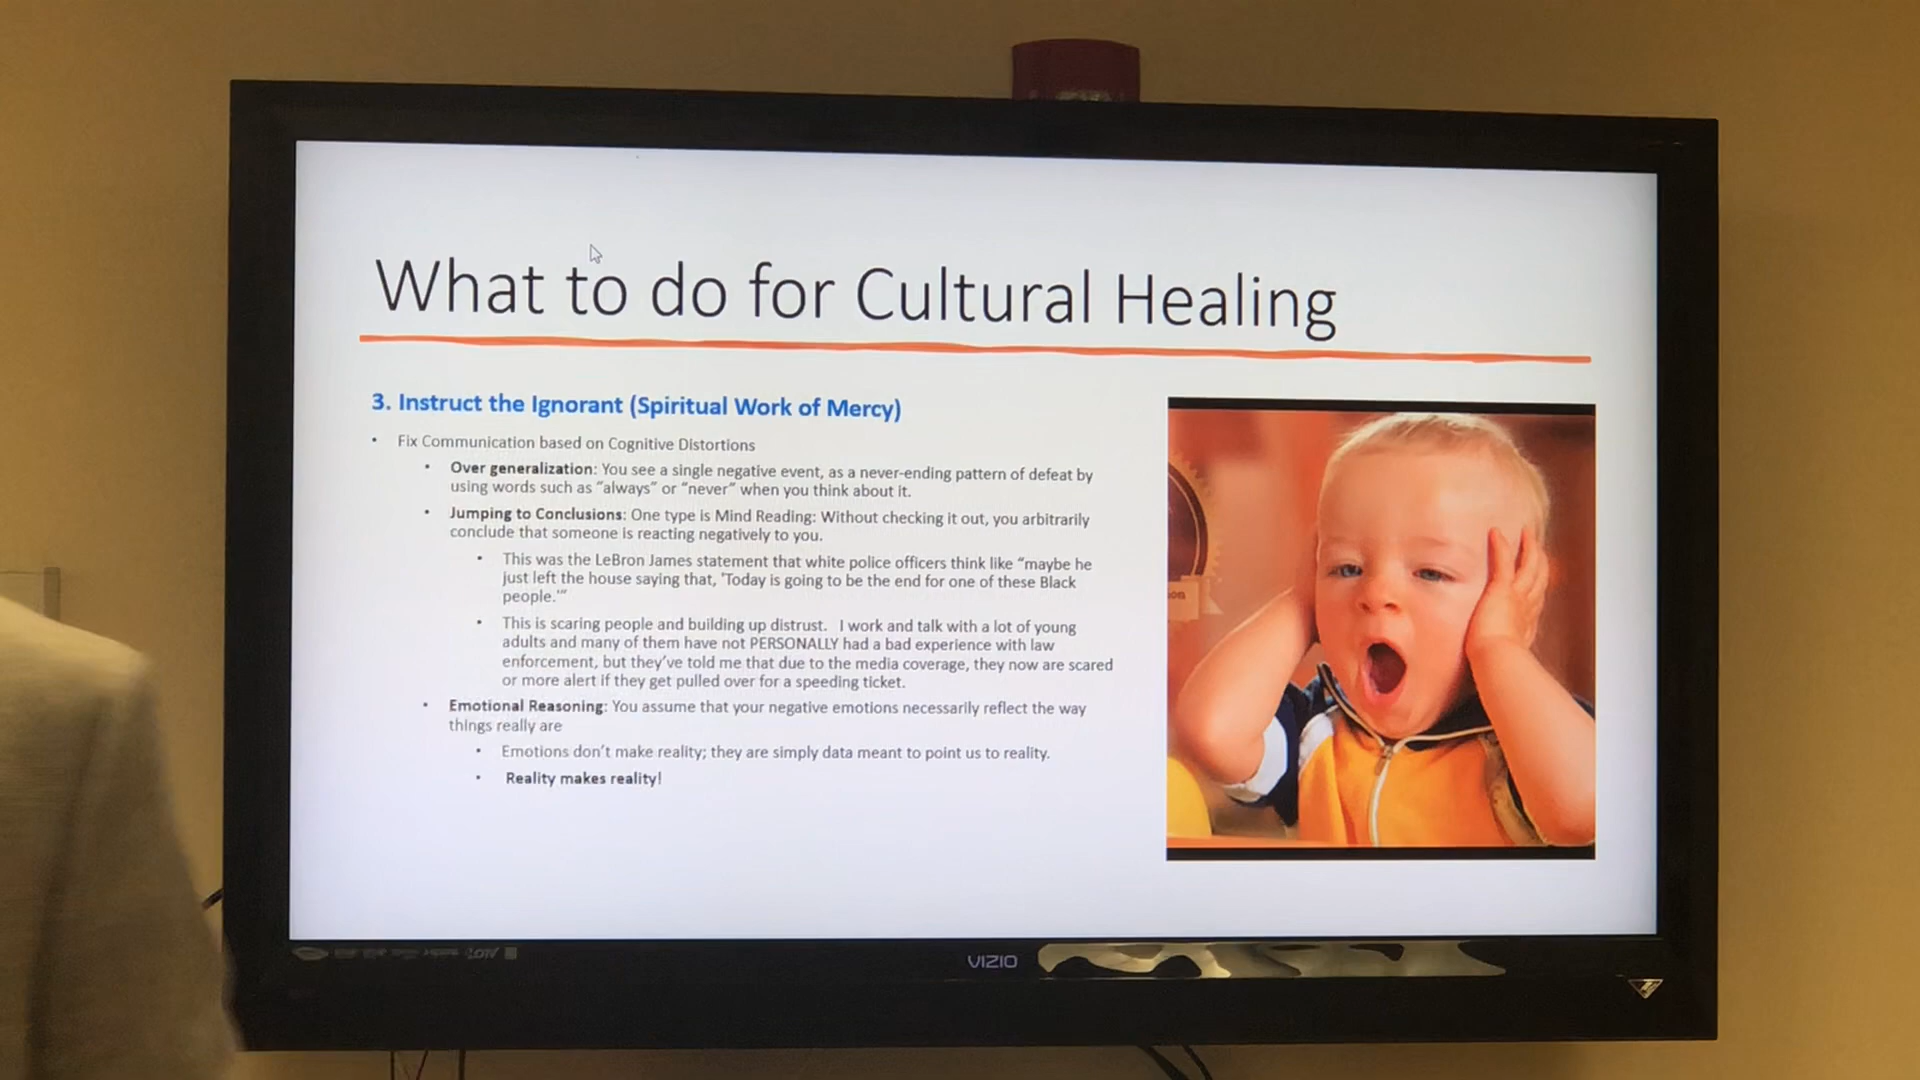 What to do for Cultural Healing
3. Instruct the Ignorant (Spiritual Work of Mercy)
• Fix Communication based on Cognitive Distortions
• Over generalization: You see a single negative event, as a never-ending pattern of defeat by
using words such as “always” or “never” when you think about it.
• Jumping to Conclusions: One type is Mind Reading: Without checking it out, you arbitrarily
conclude that someone is reacting negatively to you.
• This was the LeBron James statement that white police officers think like “maybe he
just left the house saying that, 'Today is going to be the end for one of these Black
people.'”
• This is scaring people and building up distrust. I work and talk with a lot of young
adults and many of them have not PERSONALLY had a bad experience with law
enforcement, but they’ve told me that due to the media coverage, they now are scared
or more alert if they get pulled over for a speeding ticket.
• Emotional Reasoning: You assume that your negative emotions necessarily reflect the way
things really are
• Emotions don’t make reality; they are simply data meant to point us to reality.
• Reality makes reality!
VIZIO